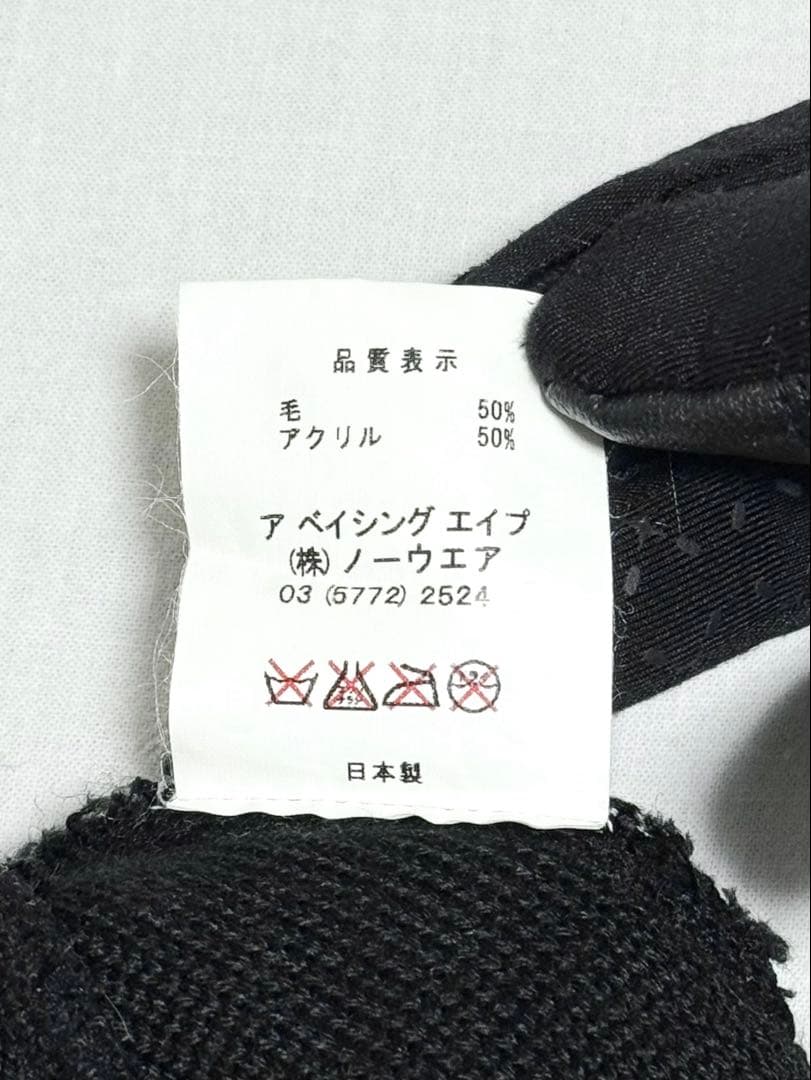 品質表示
毛 50%
アクリル 50%
ア ベイシング エイプ
(株) ノーウエア
03 (5772) 2524
日本製